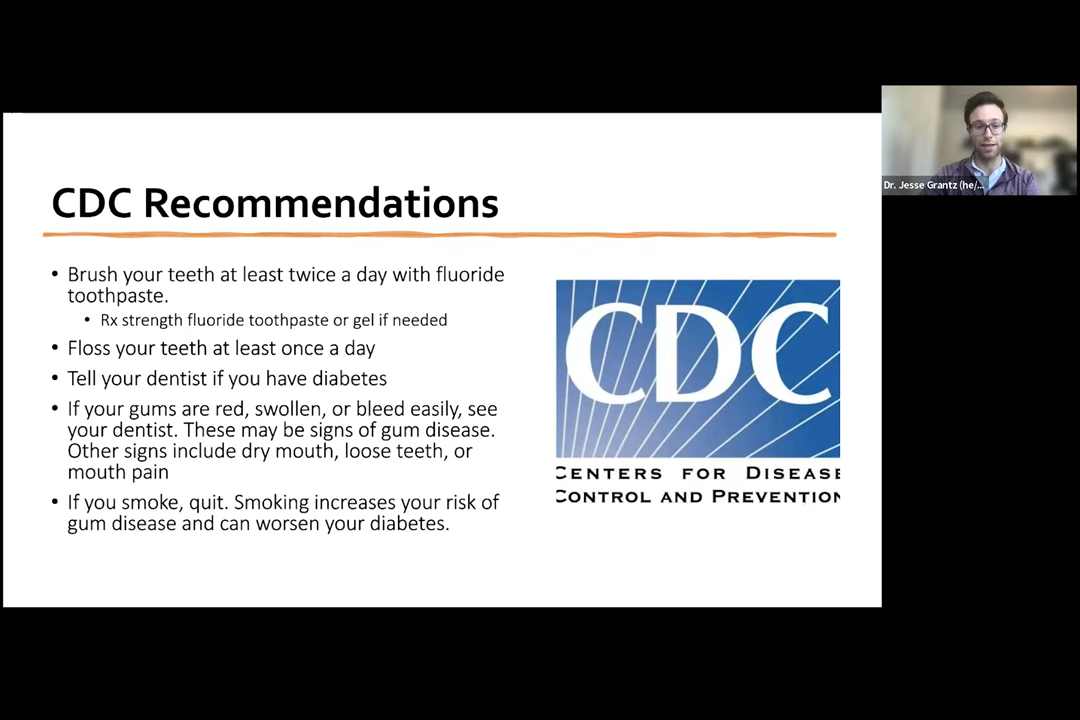 CDC Recommendations
• Brush your teeth at least twice a day with fluoride
toothpaste.
• Rx strength fluoride toothpaste or gel if needed
• Floss your teeth at least once a day
• Tell your dentist if you have diabetes
• If your gums are red, swollen, or bleed easily, see
your dentist. These may be signs of gum disease.
Other signs include dry mouth, loose teeth, or
mouth pain
• If you smoke, quit. Smoking increases your risk of
gum disease and can worsen your diabetes.
CDC
CENTERS FOR DISEASE
CONTROL AND PREVENTION
Dr. Jesse Grantz (he/...